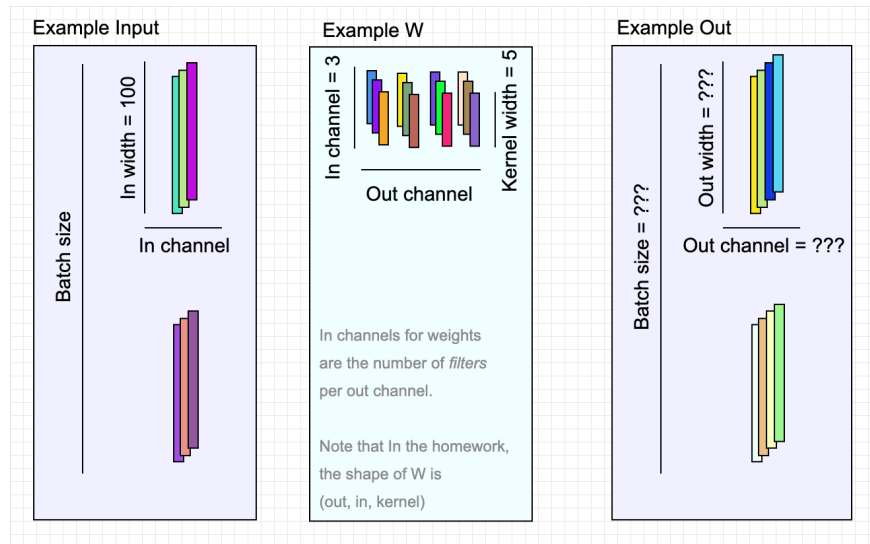 Example Input
Batch size
In width = 100
In channel
Example W
In channel = 3
Kernel width = 5
Out channel
In channels for weights
are the number of filters
per out channel.
Note that In the homework,
the shape of W is
(out, in, kernel)
Example Out
Batch size = ???
Out width = ???
Out channel = ???